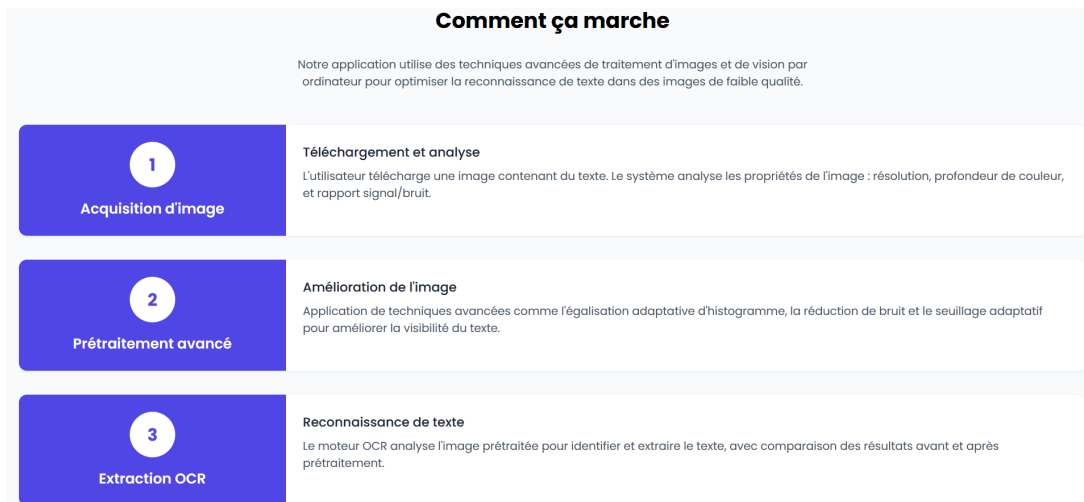 Comment ça marche
Notre application utilise des techniques avancées de traitement d'images et de vision par
ordinateur pour optimiser la reconnaissance de texte dans des images de faible qualité.
1
Acquisition d'image
Téléchargement et analyse
L'utilisateur télécharge une image contenant du texte. Le système analyse les propriétés de l'image : résolution, profondeur de couleur,
et rapport signal/bruit.
2
Prétraitement avancé
Amélioration de l'image
Application de techniques avancées comme l'égalisation adaptative d'histogramme, la réduction de bruit et le seuillage adaptatif
pour améliorer la visibilité du texte.
3
Extraction OCR
Reconnaissance de texte
Le moteur OCR analyse l'image prétraitée pour identifier et extraire le texte, avec comparaison des résultats avant et après
prétraitement.